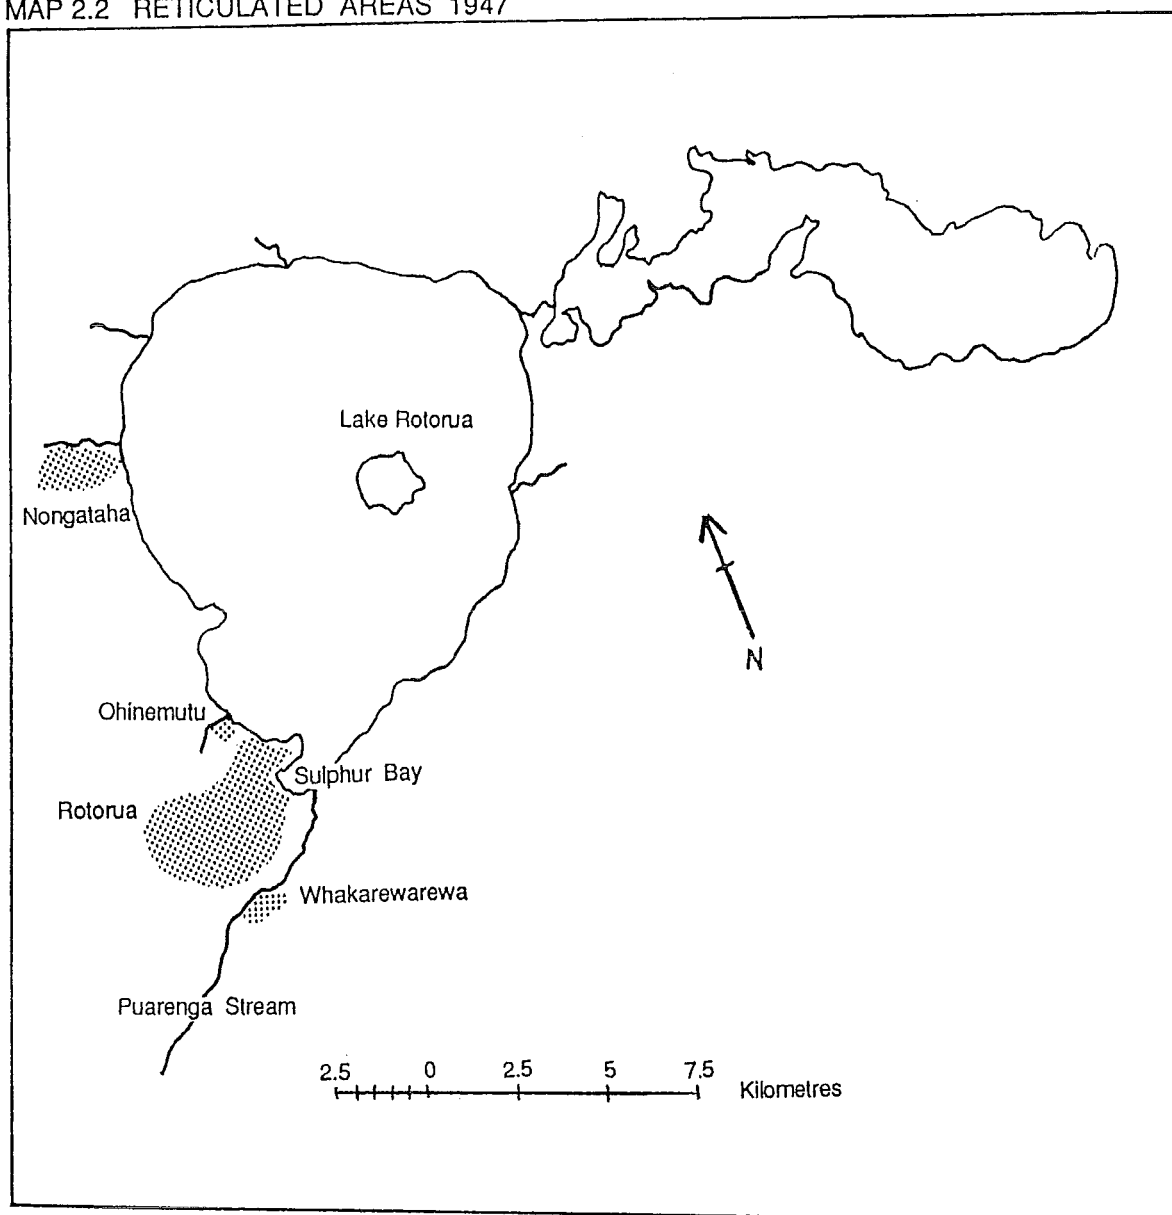 MAP 2.2 RETICULATED AREAS 1947
Lake Rotorua
Nongataha
N
Ohinemutu
Sulphur Bay
Rotorua
Whakarewarewa
Puarenga Stream
2.5 0 2.5 5 7.5
Kilometres